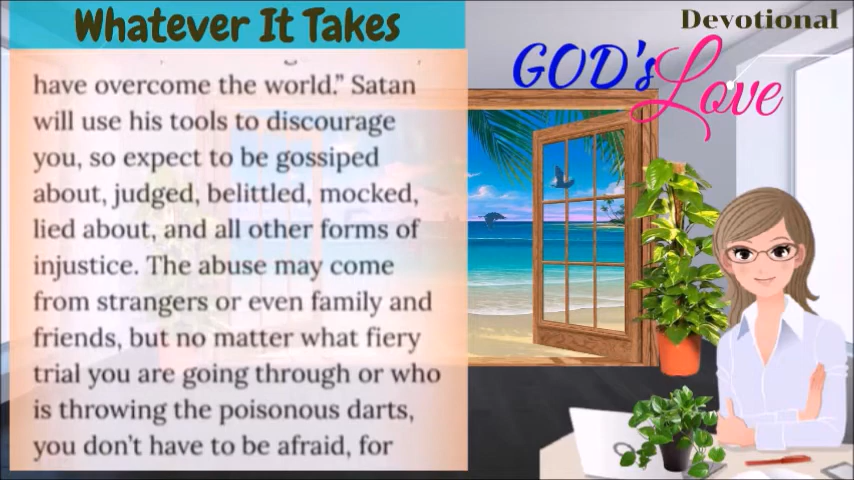 Whatever It Takes
have overcome the world.” Satan
will use his tools to discourage
you, so expect to be gossiped
about, judged, belittled, mocked,
lied about, and all other forms of
injustice. The abuse may come
from strangers or even family and
friends, but no matter what fiery
trial you are going through or who
is throwing the poisonous darts,
you don’t have to be afraid, for
Devotional
GOD's
Love